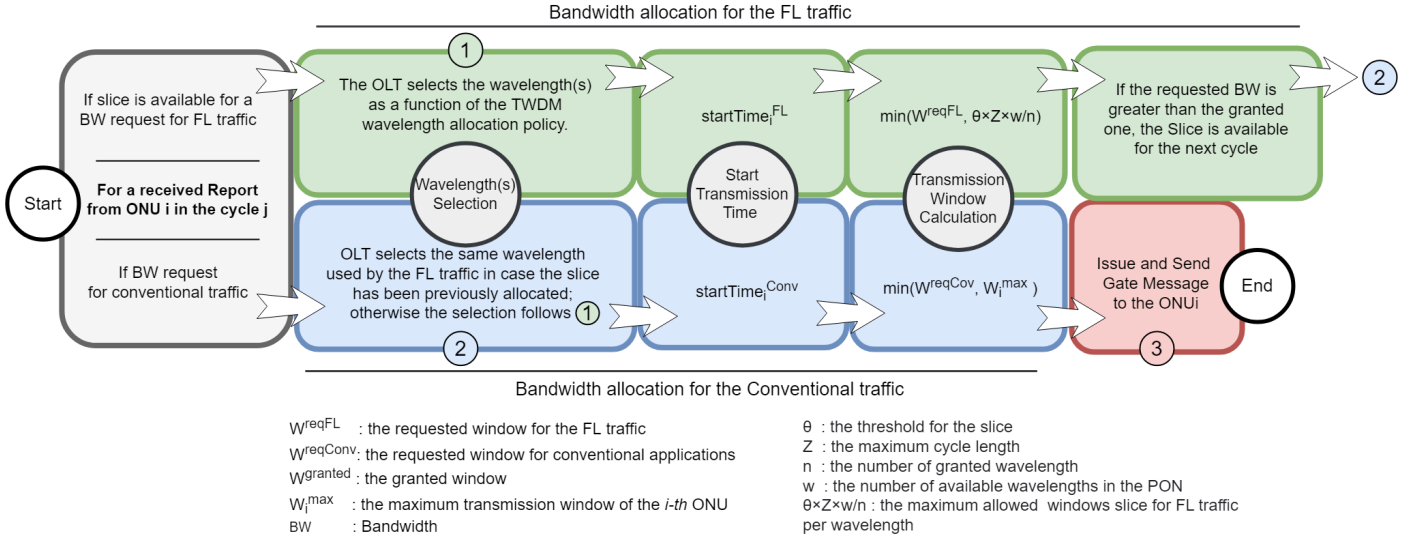 Bandwidth allocation for the FL traffic
Start
If slice is available for a
BW request for FL traffic
For a received Report
from ONU i in the cycle j
If BW request
for conventional traffic
1
The OLT selects the wavelength(s)
as a function of the TWDM
wavelength allocation policy.
startTimeᵢ^FL
min(W^reqFL, θ×Z×w/n)
If the requested BW is
greater than the granted
one, the Slice is available
for the next cycle
2
Wavelength(s)
Selection
Start
Transmission
Time
Transmission
Window
Calculation
OLT selects the same wavelength
used by the FL traffic in case the slice
has been previously allocated;
otherwise the selection follows 1
2
startTimeᵢ^Conv
min(W^reqCov, Wᵢ^max )
Issue and Send
Gate Message
to the ONUi
3
End
Bandwidth allocation for the Conventional traffic
W^reqFL : the requested window for the FL traffic
W^reqConv: the requested window for conventional applications
W^granted : the granted window
Wᵢ^max : the maximum transmission window of the i-th ONU
BW : Bandwidth
θ : the threshold for the slice
Z : the maximum cycle length
n : the number of granted wavelength
w : the number of available wavelengths in the PON
θ×Z×w/n : the maximum allowed windows slice for FL traffic
per wavelength